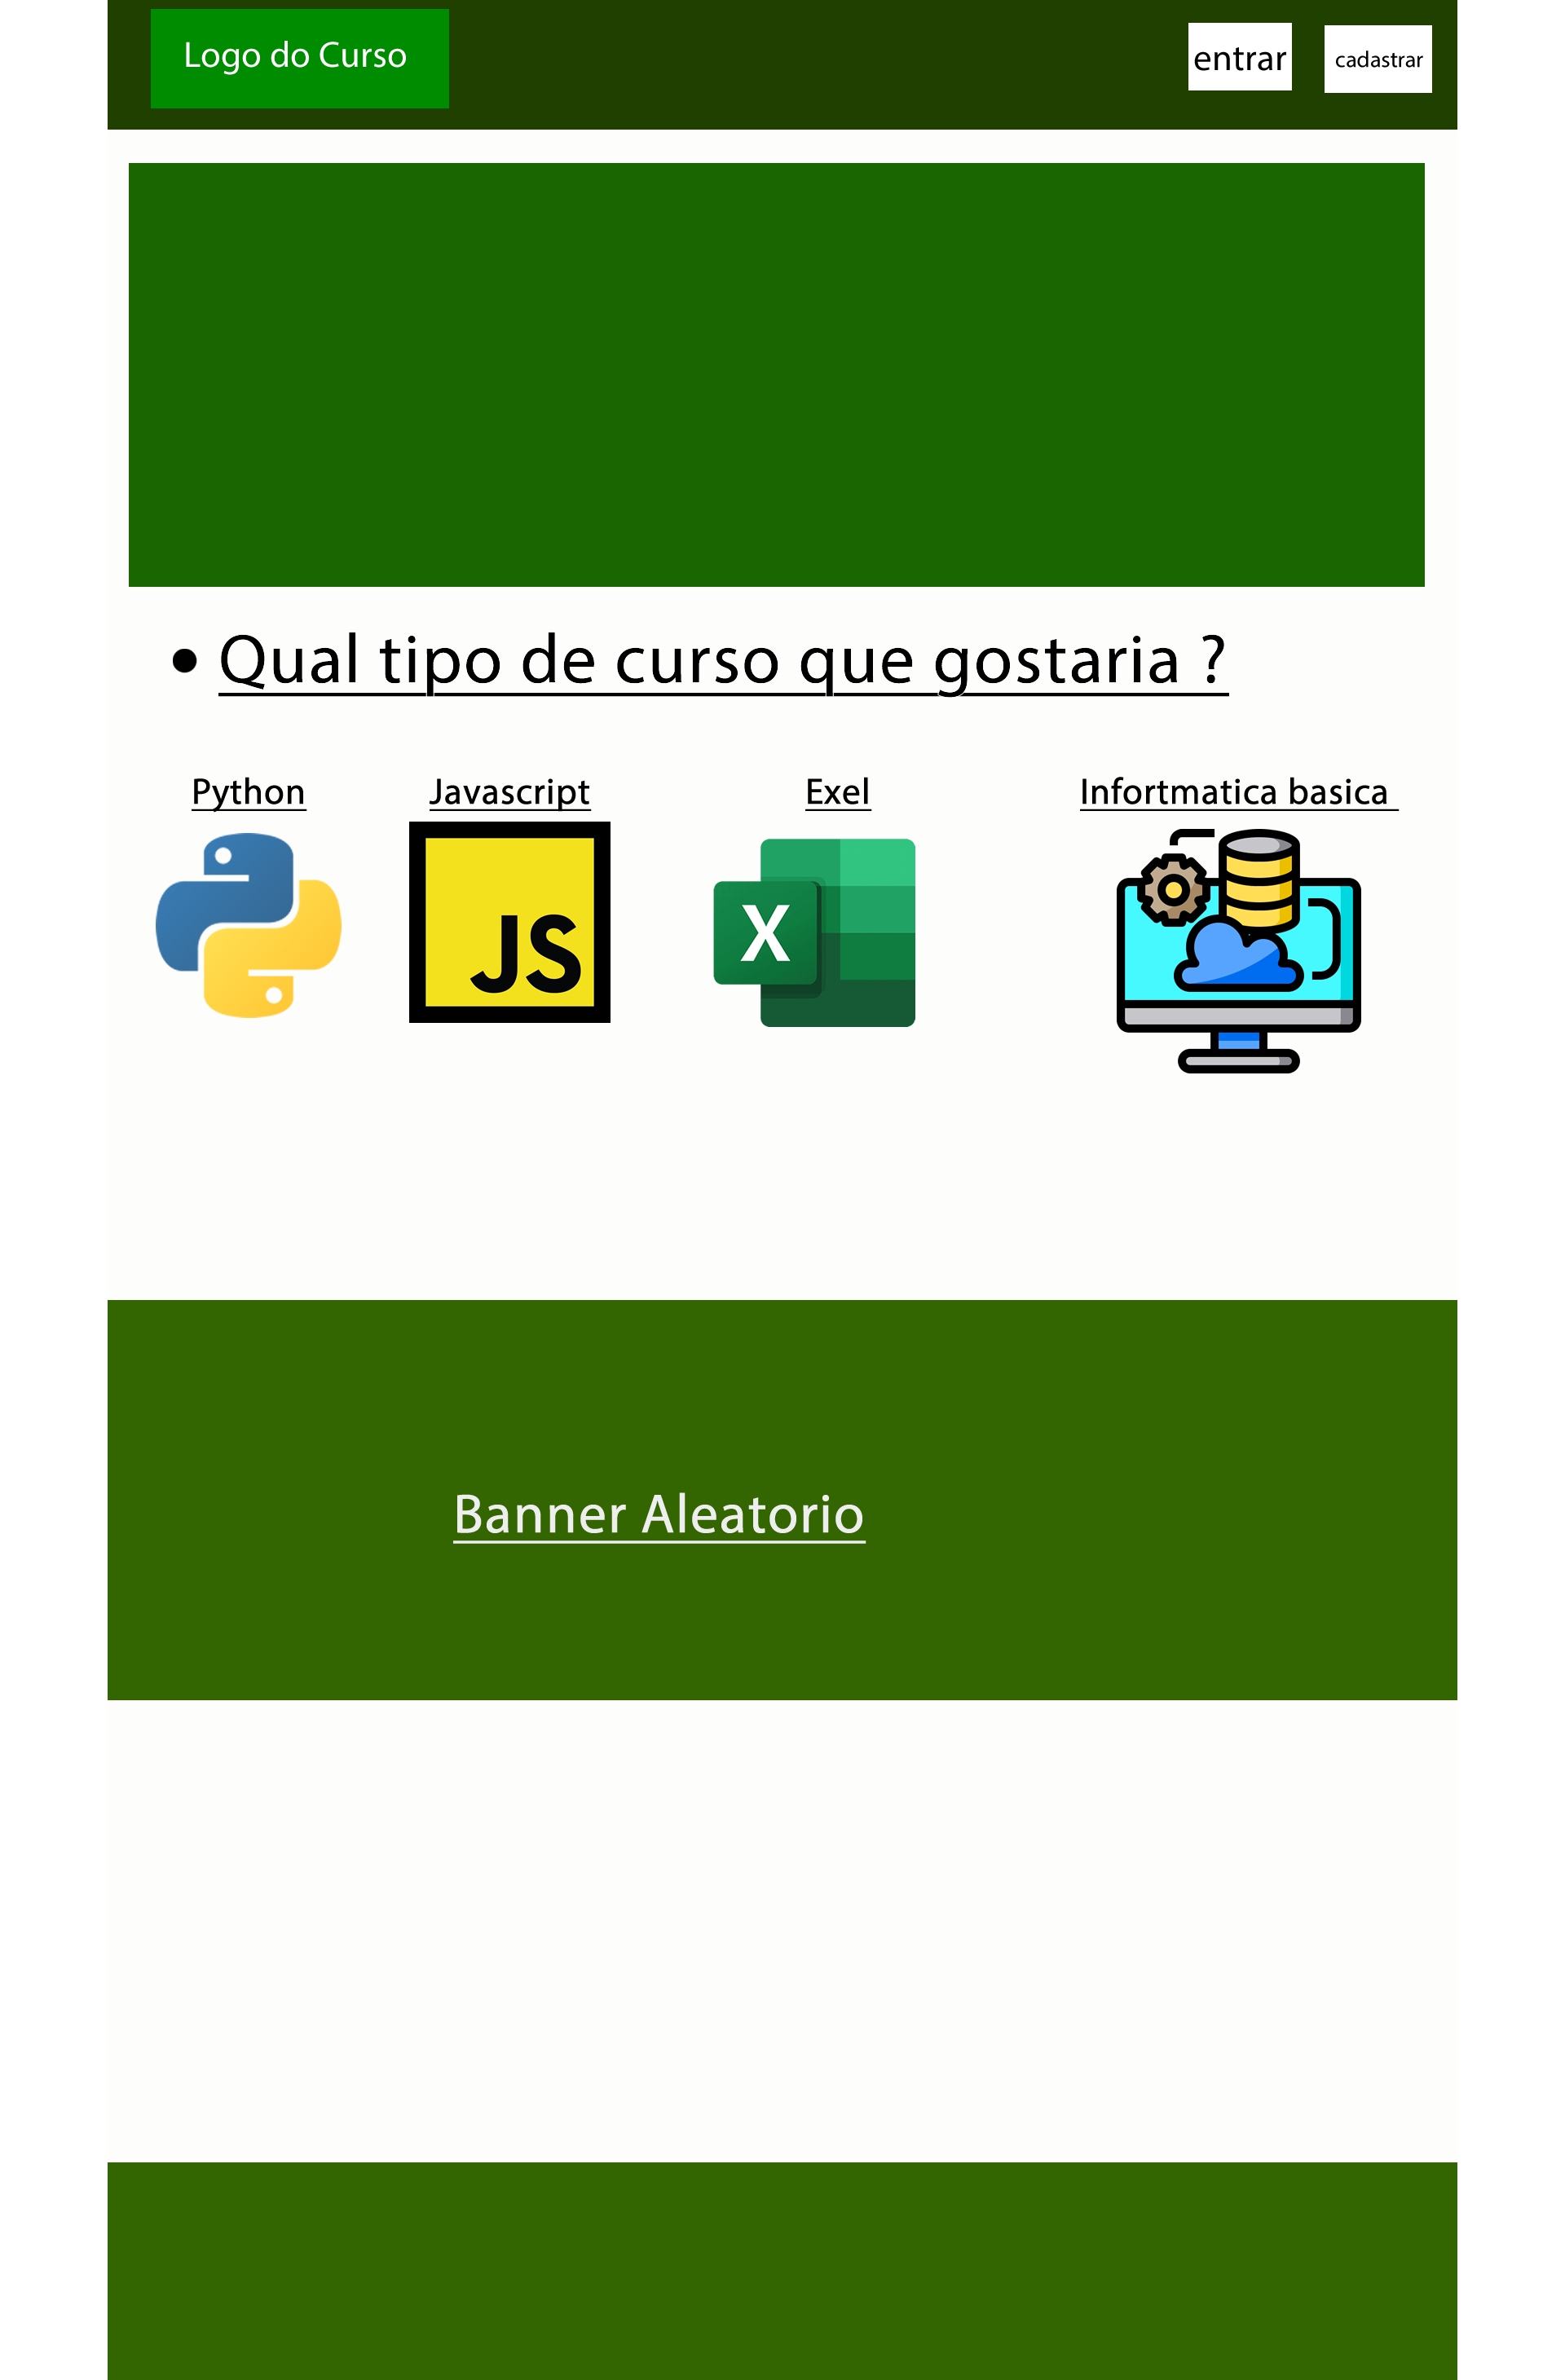 Logo do Curso
entrar
cadastrar
• Qual tipo de curso que gostaria ?
Python
Javascript
Exel
Infortmatica basica
JS
X
Banner Aleatorio